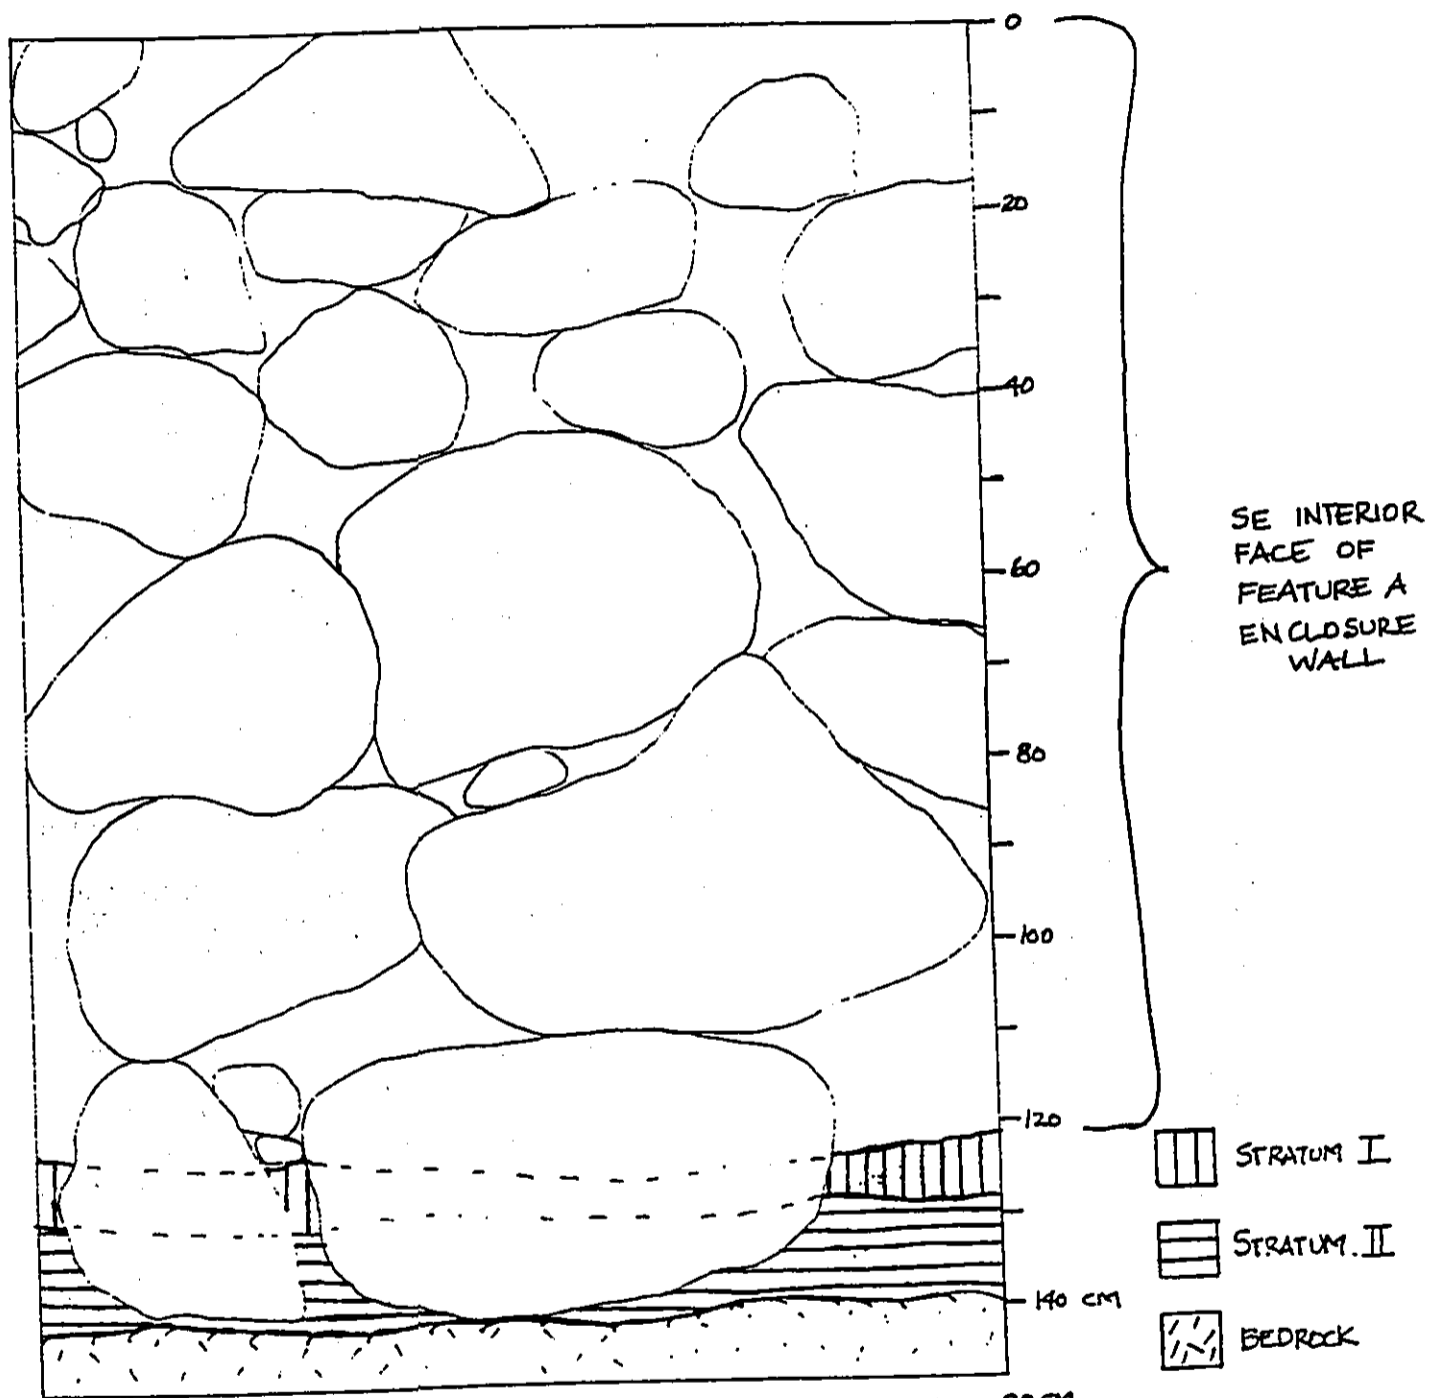 0
20
40
60
80
100
120
140 CM
SE INTERIOR
FACE OF
FEATURE A
ENCLOSURE
WALL
STRATUM I
STRATUM. II
BEDROCK